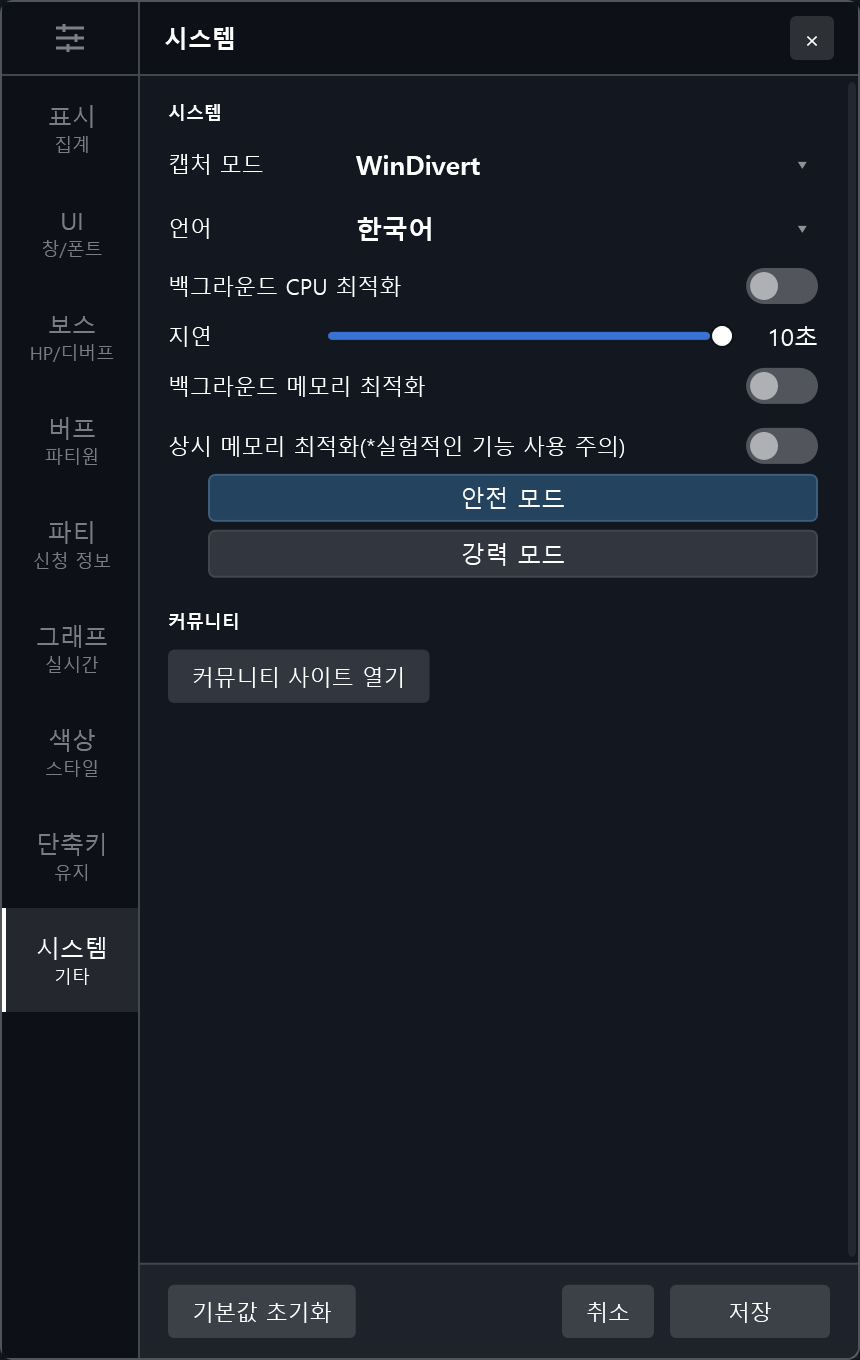 시스템
×
표시
집계
UI
창/폰트
보스
HP/디버프
버프
파티원
파티
신청 정보
그래프
실시간
색상
스타일
단축키
유지
시스템
기타
시스템
캡처 모드 WinDivert
언어 한국어
백그라운드 CPU 최적화
지연 10초
백그라운드 메모리 최적화
상시 메모리 최적화(*실험적인 기능 사용 주의)
안전 모드
강력 모드
커뮤니티
커뮤니티 사이트 열기
기본값 초기화 취소 저장